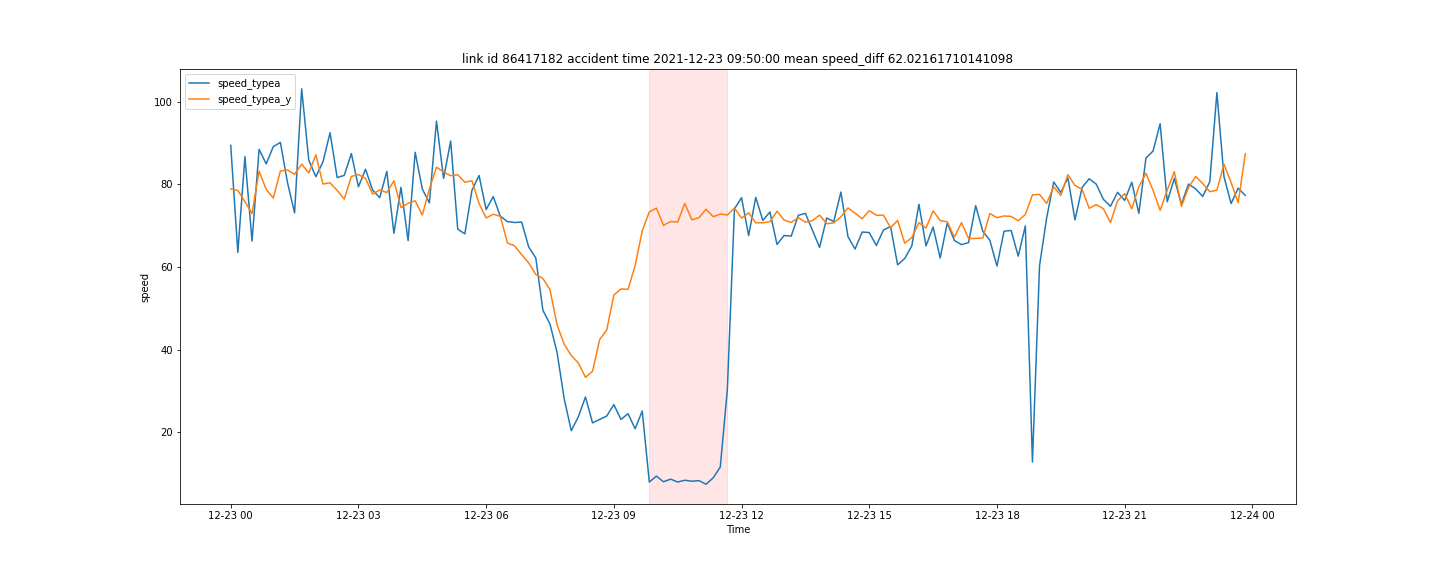 link id 86417182 accident time 2021-12-23 09:50:00 mean speed_diff 62.02161710141098
speed_typea
speed_typea_y
100
80
60
40
20
speed
12-23 00
12-23 03
12-23 06
12-23 09
12-23 12
12-23 15
12-23 18
12-23 21
12-24 00
Time